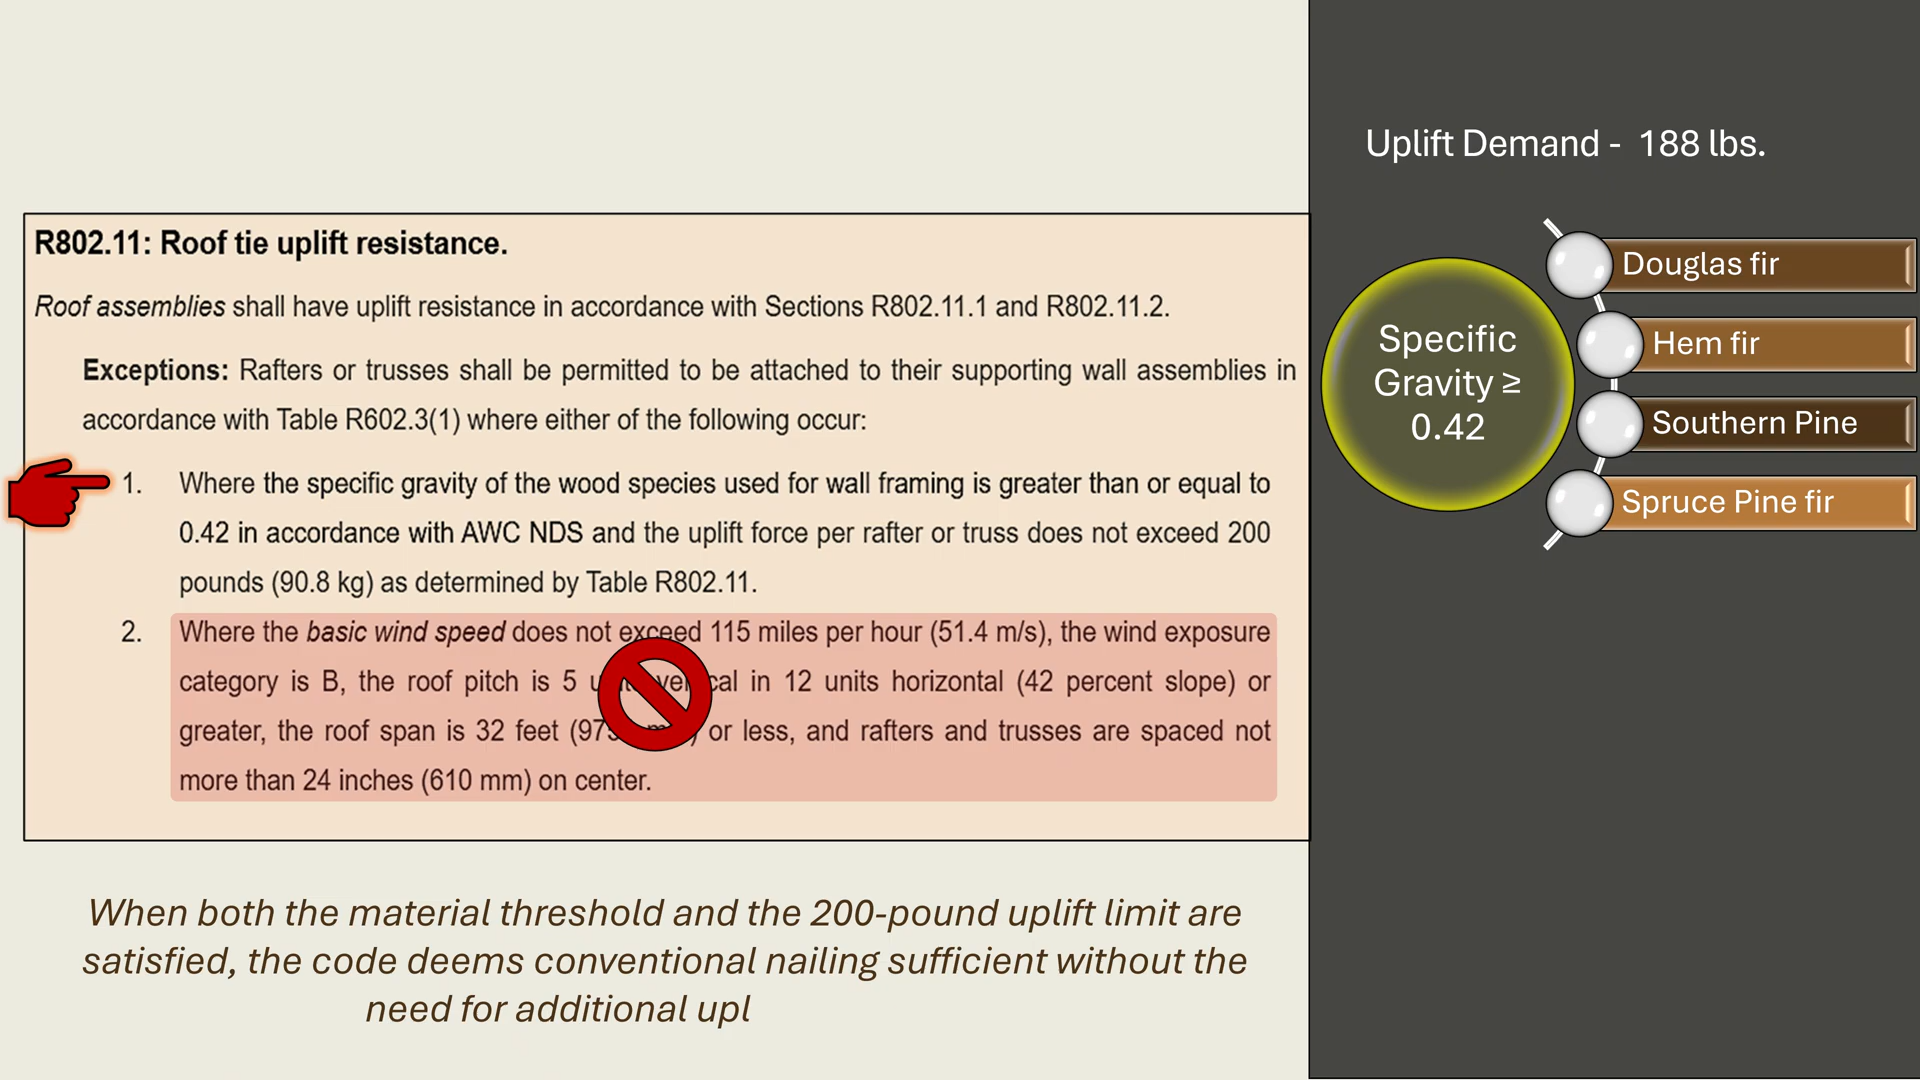 R802.11: Roof tie uplift resistance.
Roof assemblies shall have uplift resistance in accordance with Sections R802.11.1 and R802.11.2.
Exceptions: Rafters or trusses shall be permitted to be attached to their supporting wall assemblies in
accordance with Table R602.3(1) where either of the following occur:
1. Where the specific gravity of the wood species used for wall framing is greater than or equal to
0.42 in accordance with AWC NDS and the uplift force per rafter or truss does not exceed 200
pounds (90.8 kg) as determined by Table R802.11.
2. Where the basic wind speed does not exceed 115 miles per hour (51.4 m/s), the wind exposure
category is B, the roof pitch is 5 units vertical in 12 units horizontal (42 percent slope) or
greater, the roof span is 32 feet or less, and rafters and trusses are spaced not
more than 24 inches (610 mm) on center.
When both the material threshold and the 200-pound uplift limit are
satisfied, the code deems conventional nailing sufficient without the
need for additional upl
Uplift Demand - 188 lbs.
Specific
Gravity ≥
0.42
Douglas fir
Hem fir
Southern Pine
Spruce Pine fir